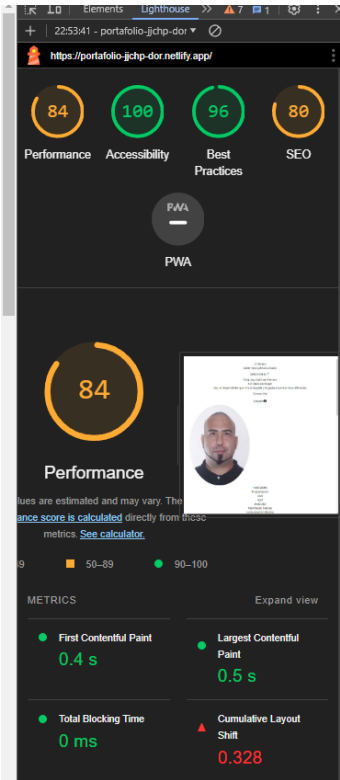 Elements Lighthouse >> 7 1
+ 22:53:41 - portafolio-jjchp-dor
https://portafolio-jjchp-dor.netlify.app/
84 100 96 80
Performance Accessibility Best Practices SEO
PWA
PWA
84
Performance
lues are estimated and may vary. The
ance score is calculated directly from these
metrics. See calculator.
50–89 90–100
METRICS Expand view
First Contentful Paint
0.4 s
Largest Contentful
Paint
0.5 s
Total Blocking Time
0 ms
Cumulative Layout
Shift
0.328